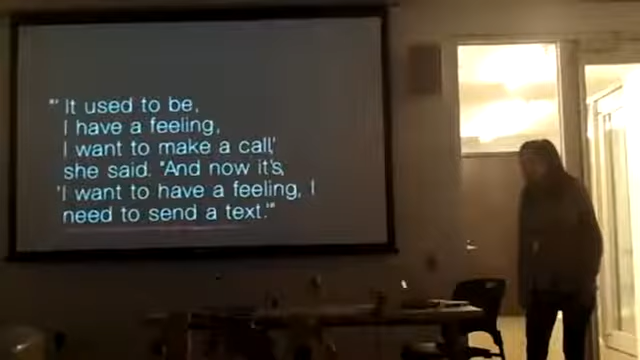 "'It used to be,
I have a feeling,
I want to make a call,'
she said. "And now it's,
'I want to have a feeling, I
need to send a text.'"